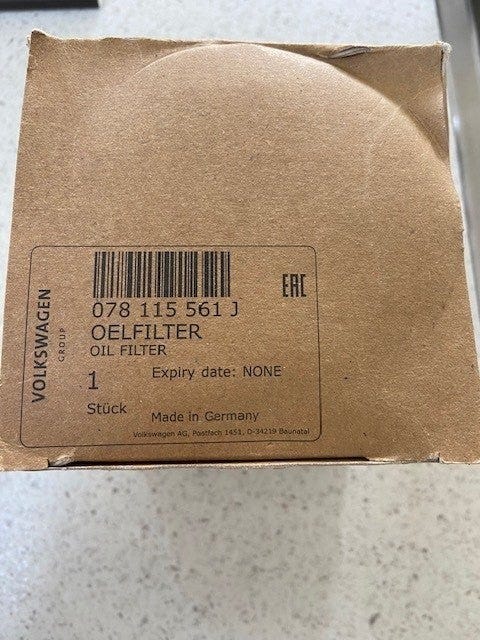 VOLKSWAGEN
GROUP
EAC
078 115 561 J
OELFILTER
OIL FILTER
1
Stück
Expiry date: NONE
Made in Germany
Volkswagen AG, Postfach 1451, D-34219 Baunatal